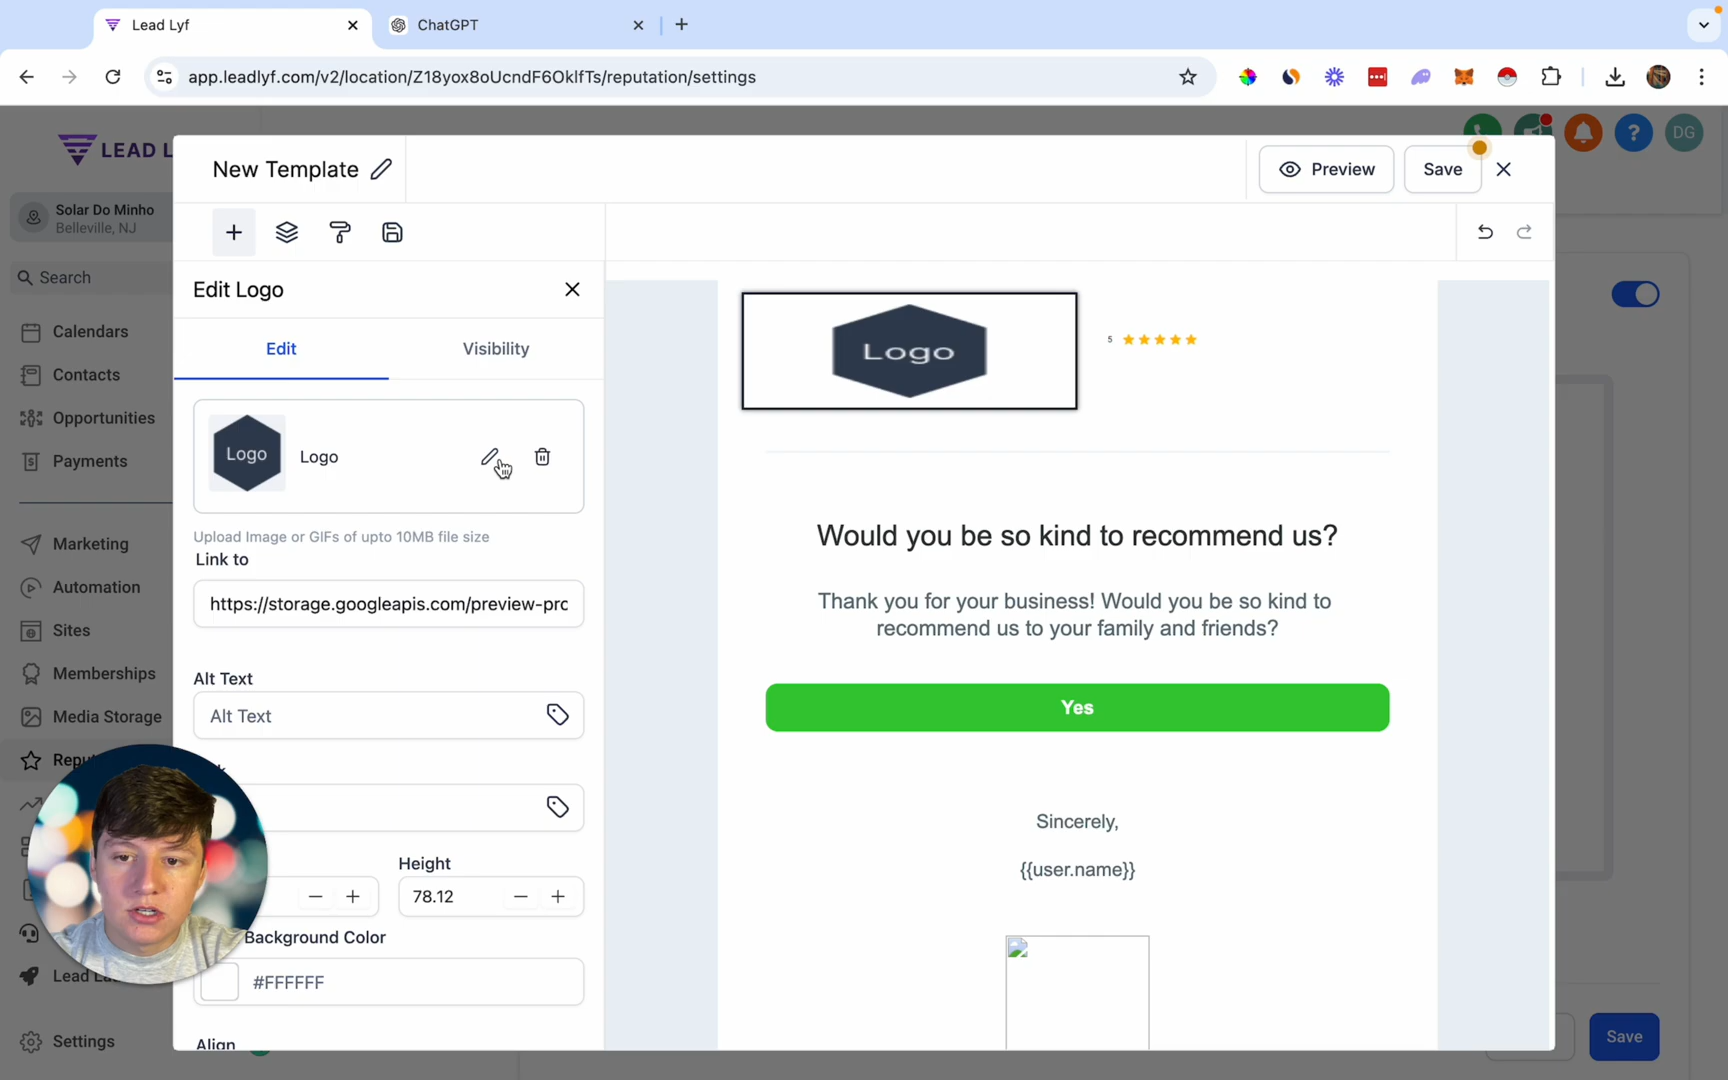 Lead Lyf
ChatGPT
app.leadlyf.com/v2/location/Z18yox8oUcndF6OklfTs/reputation/settings
LEAD L
DG
New Template
Preview
Save
Solar Do Minho
Belleville, NJ
Search
Calendars
Contacts
Opportunities
Payments
Marketing
Automation
Sites
Memberships
Media Storage
Repu
Lead La
Settings
Edit Logo
Edit
Visibility
Logo
Logo
Upload Image or GIFs of upto 10MB file size
Link to
https://storage.googleapis.com/preview-pro
Alt Text
Alt Text
Height
78.12
Background Color
#FFFFFF
Align
Logo
5
Would you be so kind to recommend us?
Thank you for your business! Would you be so kind to
recommend us to your family and friends?
Yes
Sincerely,
{{user.name}}
Save